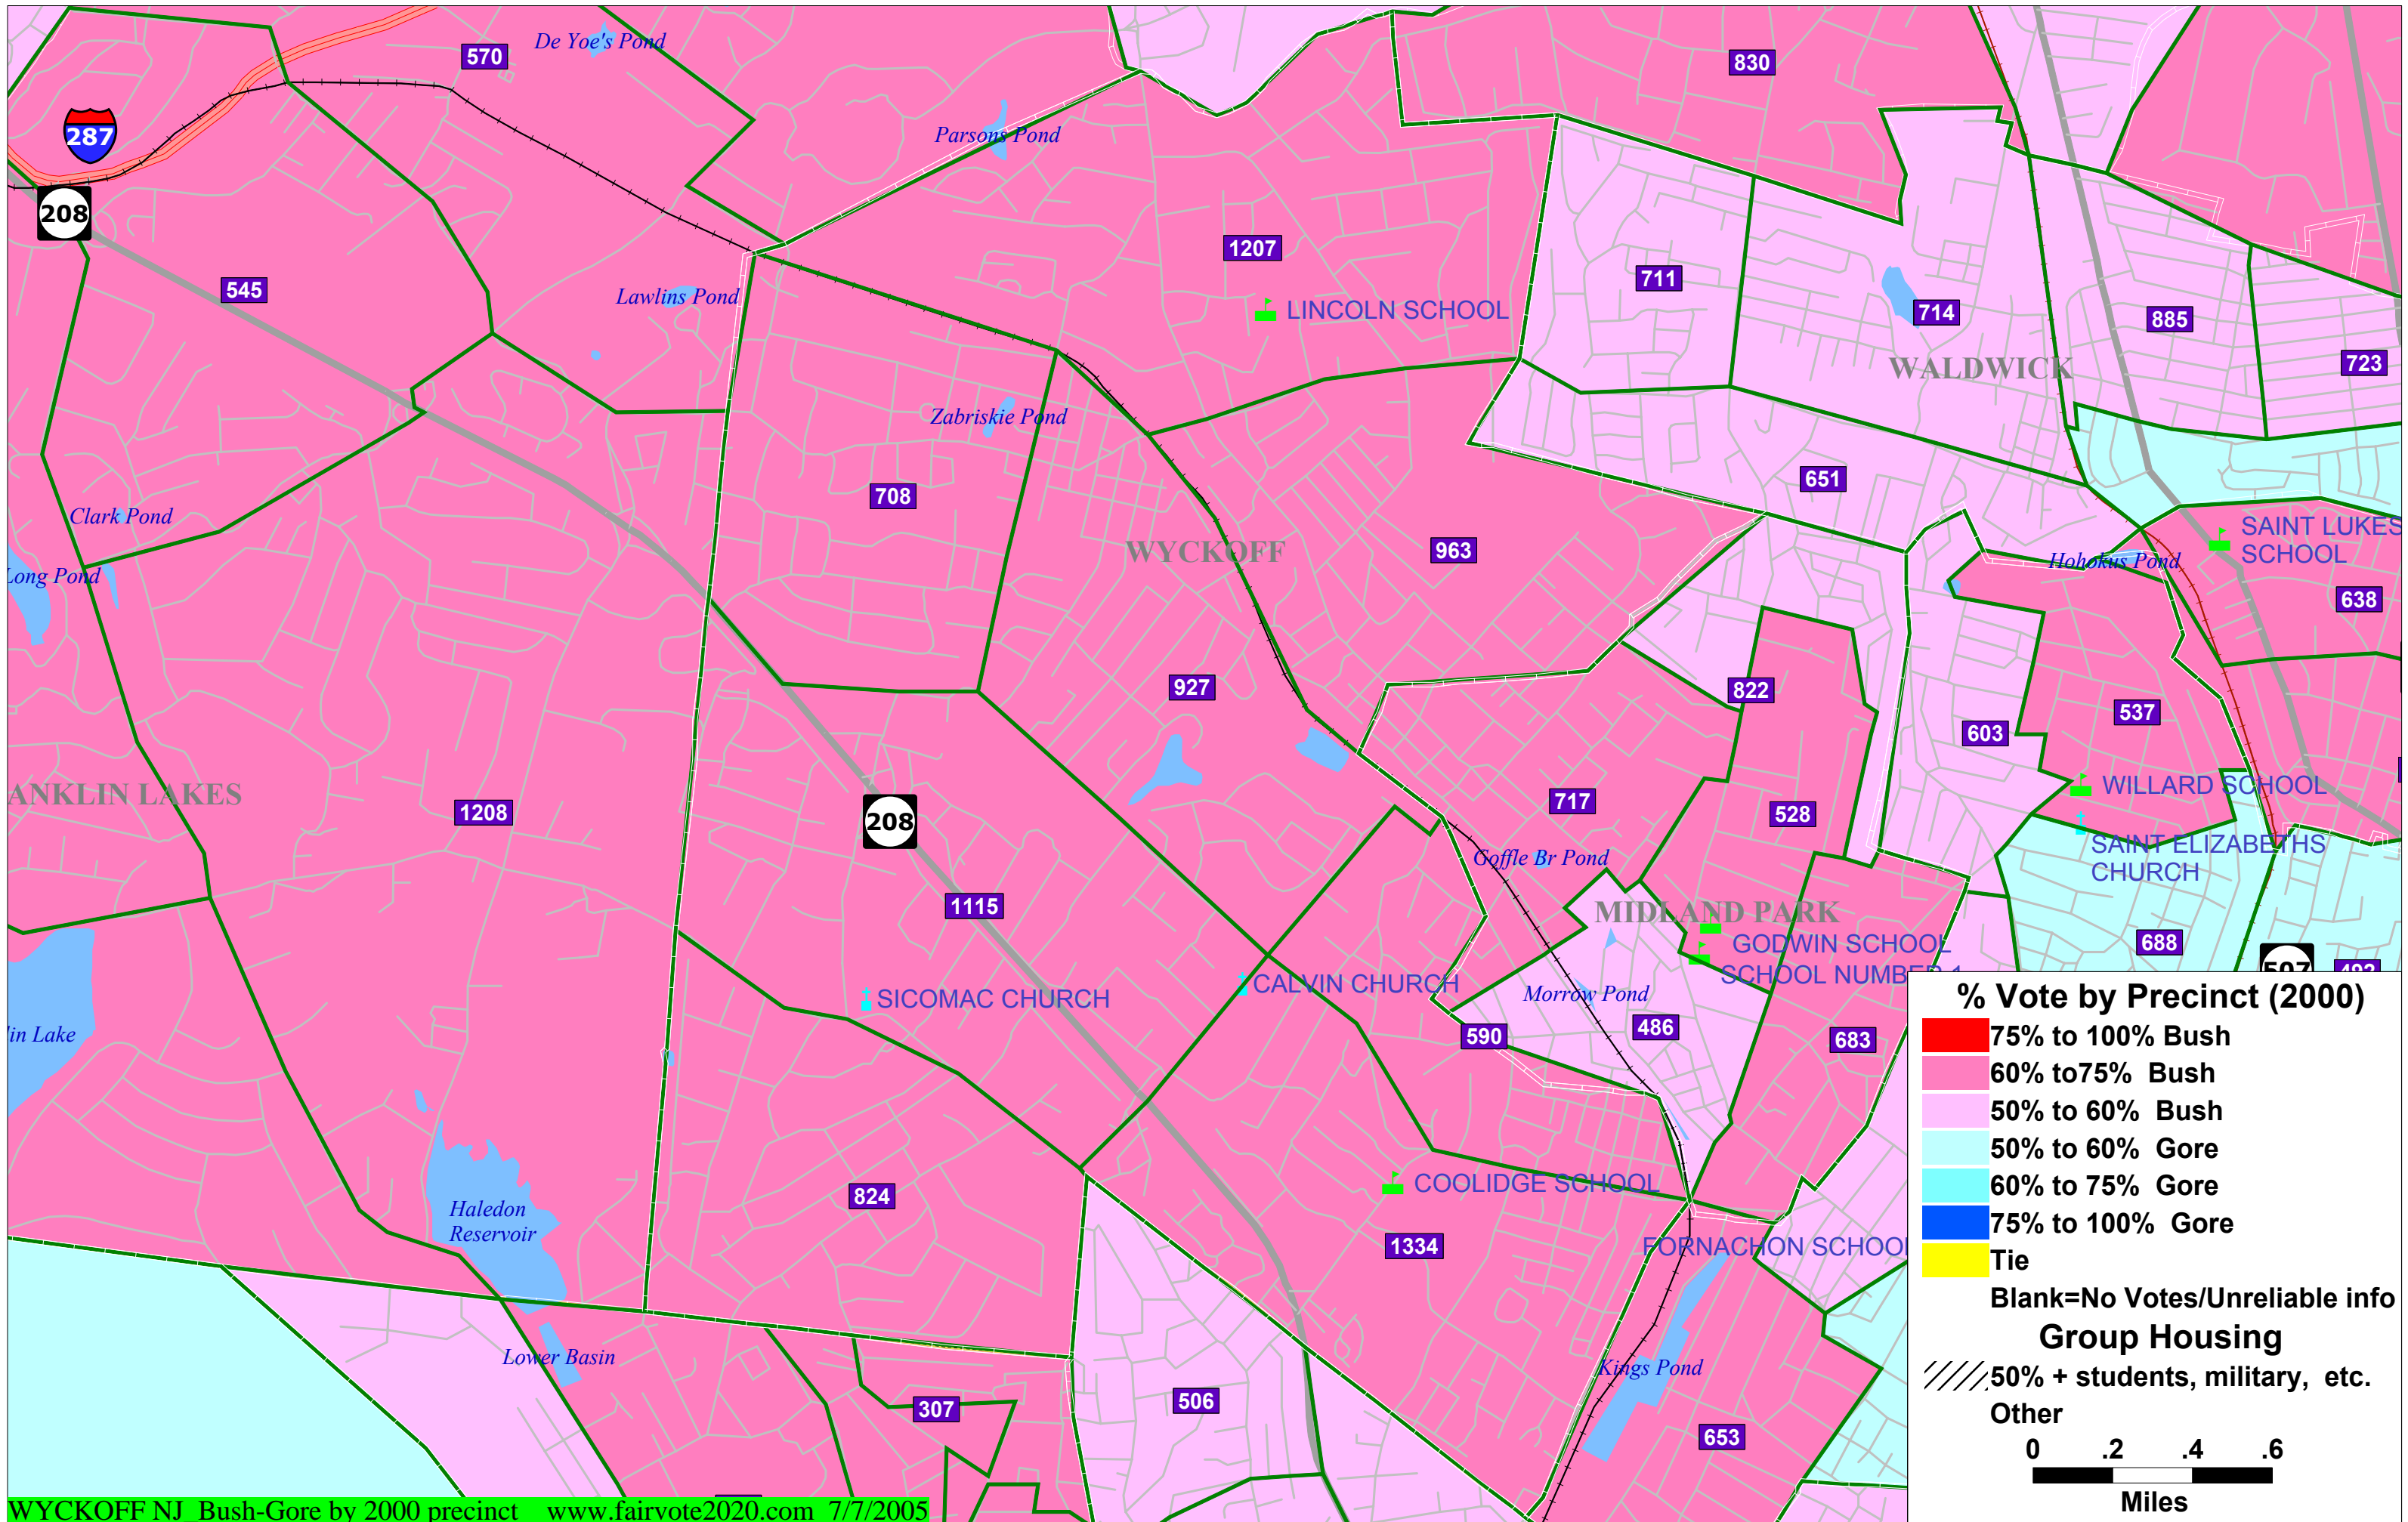 570
De Yoe's Pond
830
287
Parsons Pond
208
545
Lawlins Pond
1207
LINCOLN SCHOOL
711
714
885
723
WALDWICK
Zabriskie Pond
708
651
Clark Pond
WYCKOFF
963
SAINT LUKES
SCHOOL
Long Pond
Hohokus Pond
638
927
822
537
603
ANKLIN LAKES
1208
208
717
528
WILLARD SCHOOL
Goffle Br Pond
SAINT ELIZABETHS
CHURCH
1115
MIDLAND PARK
GODWIN SCHOOL
688
SCHOOL NUMBER 1
CALVIN CHURCH
SICOMAC CHURCH
Morrow Pond
lin Lake
590
486
683
COOLIDGE SCHOOL
824
Haledon
Reservoir
1334
FORNACHON SCHOOL
Lower Basin
Kings Pond
307
506
653
% Vote by Precinct (2000)
75% to 100% Bush
60% to75% Bush
50% to 60% Bush
50% to 60% Gore
60% to 75% Gore
75% to 100% Gore
Tie
Blank=No Votes/Unreliable info
Group Housing
50% + students, military, etc.
Other
0 .2 .4 .6
Miles
WYCKOFF NJ Bush-Gore by 2000 precinct www.fairvote2020.com 7/7/2005